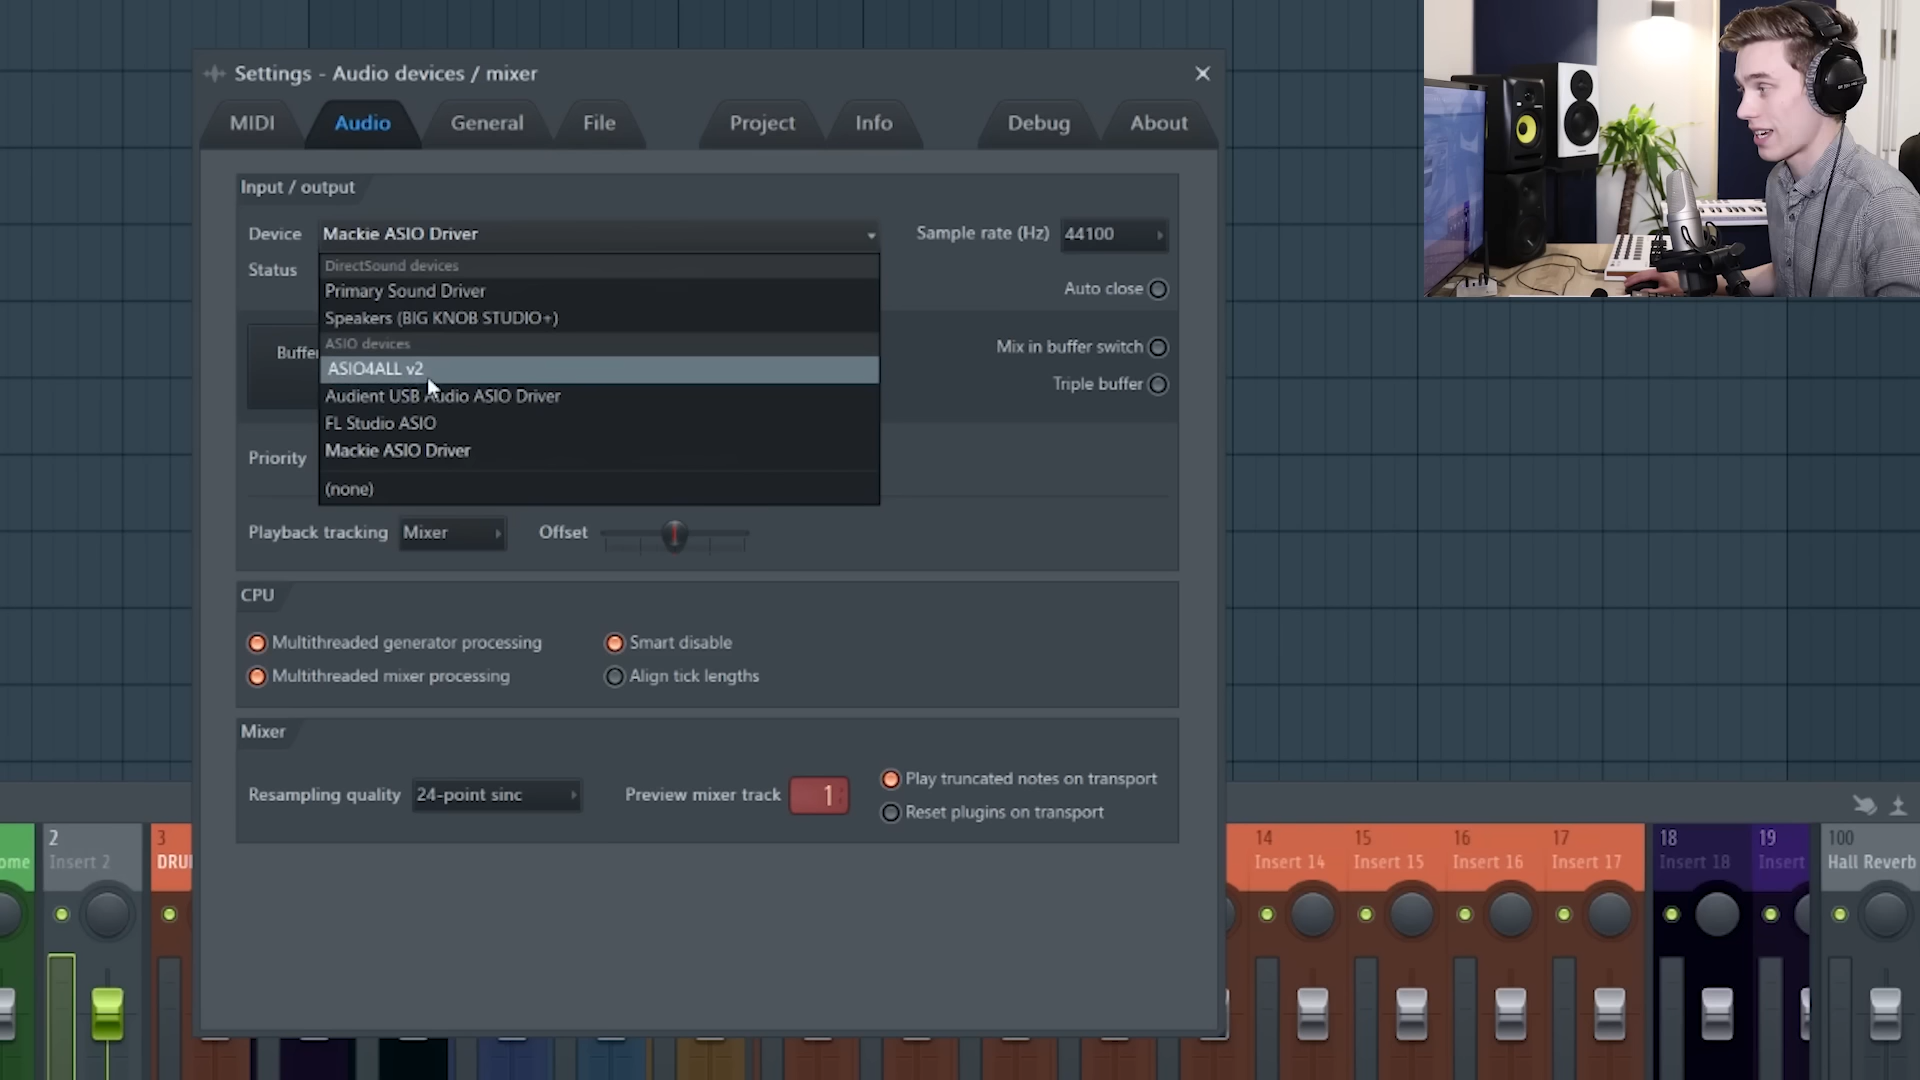 Settings - Audio devices / mixer
MIDI
Audio
General
File
Project
Info
Debug
About
Input / output
Device
Mackie ASIO Driver
Sample rate (Hz)
44100
Status
DirectSound devices
Primary Sound Driver
Speakers (BIG KNOB STUDIO+)
ASIO devices
ASIO4ALL v2
Audient USB Audio ASIO Driver
FL Studio ASIO
Mackie ASIO Driver
(none)
Auto close
Buffe
Mix in buffer switch
Triple buffer
Priority
Playback tracking
Mixer
Offset
CPU
Multithreaded generator processing
Smart disable
Multithreaded mixer processing
Align tick lengths
Mixer
Resampling quality
24-point sinc
Preview mixer track
1
Play truncated notes on transport
Reset plugins on transport
ome
2
Insert 2
3
DRU
14
Insert 14
15
Insert 15
16
Insert 16
17
Insert 17
18
Insert 18
19
Insert
100
Hall Reverb